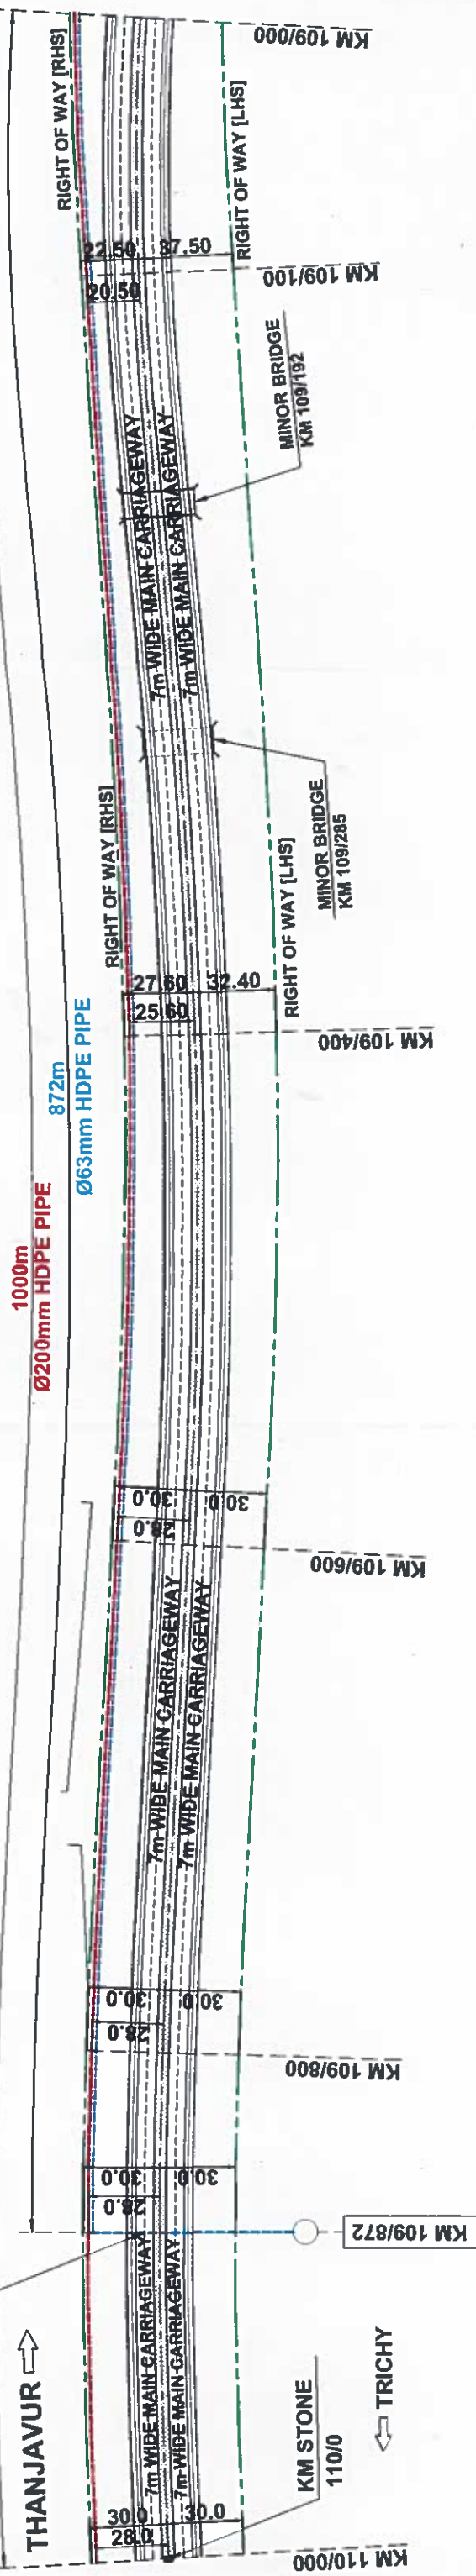 KM 109/000
RIGHT OF WAY [RHS]
RIGHT OF WAY [LHS]
22.50
37.50
20.50
KM 109/100
MINOR BRIDGE
KM 109/192
7m WIDE MAIN CARRIAGEWAY
7m WIDE MAIN CARRIAGEWAY
MINOR BRIDGE
KM 109/285
RIGHT OF WAY [RHS]
RIGHT OF WAY [LHS]
27.60
32.40
25.60
KM 109/400
872m
Ø63mm HDPE PIPE
1000m
Ø200mm HDPE PIPE
30.0
30.0
28.0
KM 109/600
7m WIDE MAIN CARRIAGEWAY
7m WIDE MAIN CARRIAGEWAY
30.0
30.0
28.0
KM 109/800
30.0
30.0
28.0
KM 109/872
7m WIDE MAIN CARRIAGEWAY
7m WIDE MAIN CARRIAGEWAY
THANJAVUR
TRICHY
KM STONE
110/0
30.0
30.0
28.0
KM 110/000